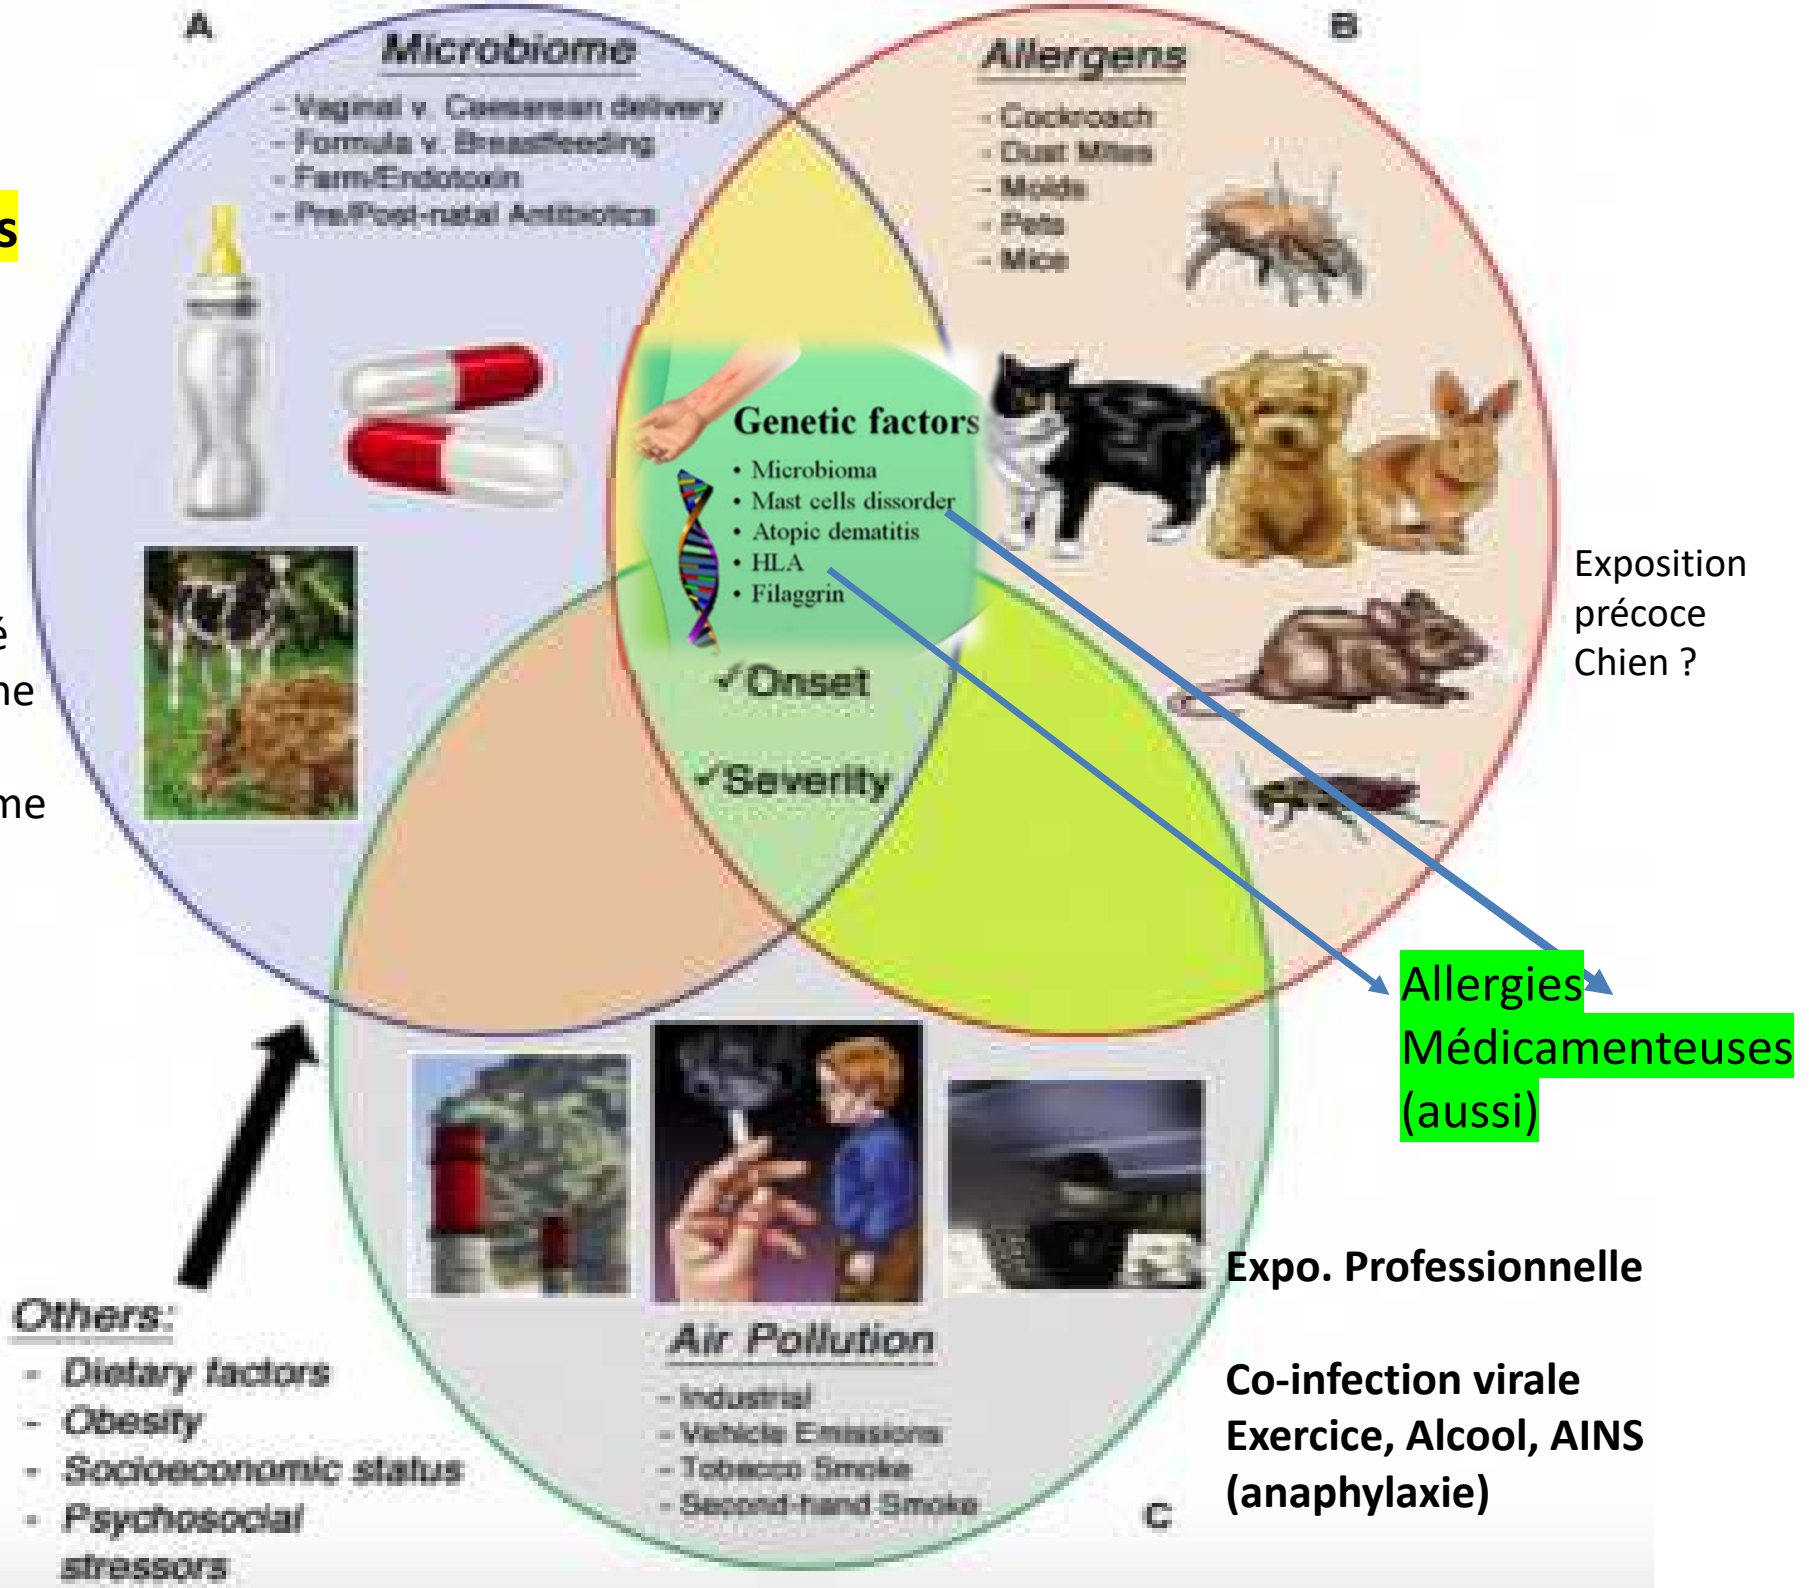 A
Microbiome
- Vaginal v. Caesarean delivery
- Formula v. Breastfeeding
- Farm/Endotoxin
- Pre/Post-natal Antibiotics
B
Allergens
- Cockroach
- Dust Mites
- Molds
- Pets
- Mice
Genetic factors
• Microbioma
• Mast cells dissorder
• Atopic dematitis
• HLA
• Filaggrin
✓Onset
✓Severity
Exposition
précoce
Chien ?
Allergies
Médicamenteuses
(aussi)
Others:
- Dietary factors
- Obesity
- Socioeconomic status
- Psychosocial
stressors
Air Pollution
- Industrial
- Vehicle Emissions
- Tobacco Smoke
- Second-hand Smoke
C
Expo. Professionnelle
Co-infection virale
Exercice, Alcool, AINS
(anaphylaxie)